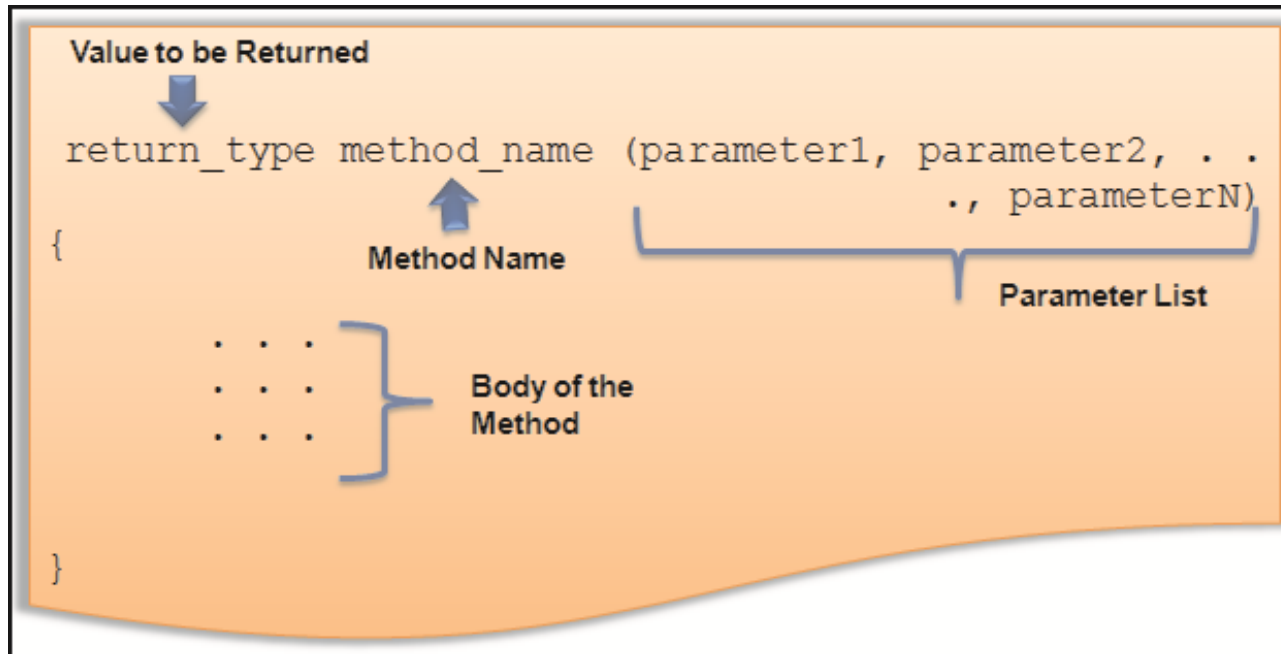 Value to be Returned
return_type method_name (parameter1, parameter2, . .
., parameterN)
{
Method Name
Parameter List
. . .
. . .
. . .
Body of the
Method
}